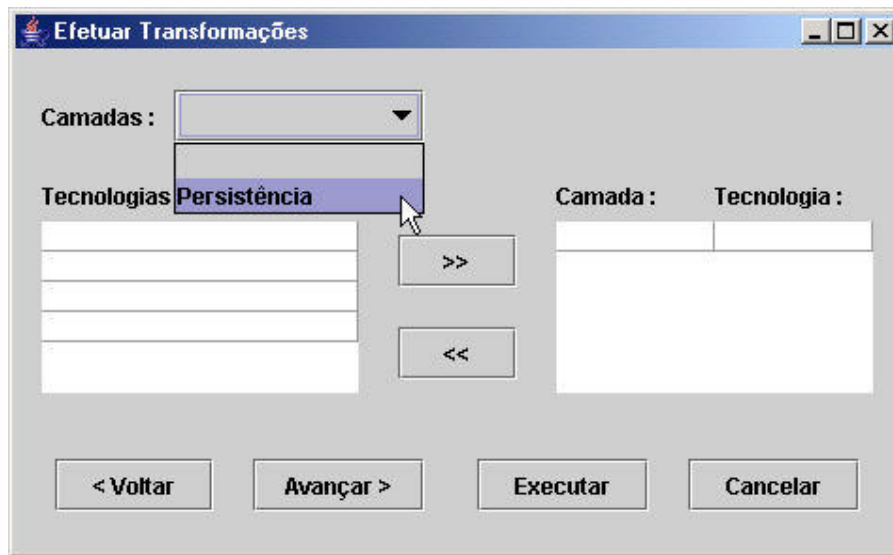 Efetuar Transformações
Camadas :
Tecnologias Persistência
Camada : Tecnologia :
>>
<<
< Voltar Avançar > Executar Cancelar